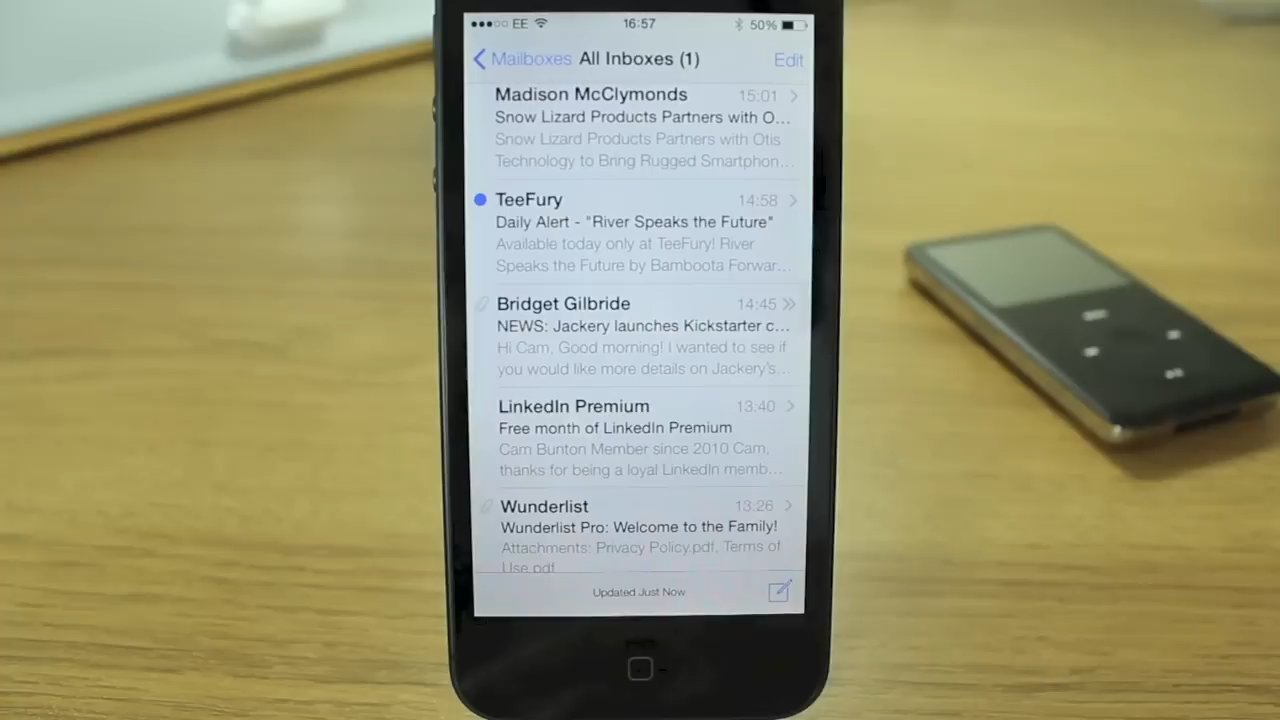 EE 16:57 50%
Mailboxes All Inboxes (1) Edit
Madison McClymonds 15:01
Snow Lizard Products Partners with O...
Snow Lizard Products Partners with Otis
Technology to Bring Rugged Smartphon...
TeeFury 14:58
Daily Alert - "River Speaks the Future"
Available today only at TeeFury! River
Speaks the Future by Bamboota Forwar...
Bridget Gilbride 14:45
NEWS: Jackery launches Kickstarter c...
Hi Cam, Good morning! I wanted to see if
you would like more details on Jackery's...
LinkedIn Premium 13:40
Free month of LinkedIn Premium
Cam Bunton Member since 2010 Cam,
thanks for being a loyal LinkedIn memb...
Wunderlist 13:26
Wunderlist Pro: Welcome to the Family!
Attachments: Privacy Policy.pdf, Terms of
Use.pdf
Updated Just Now